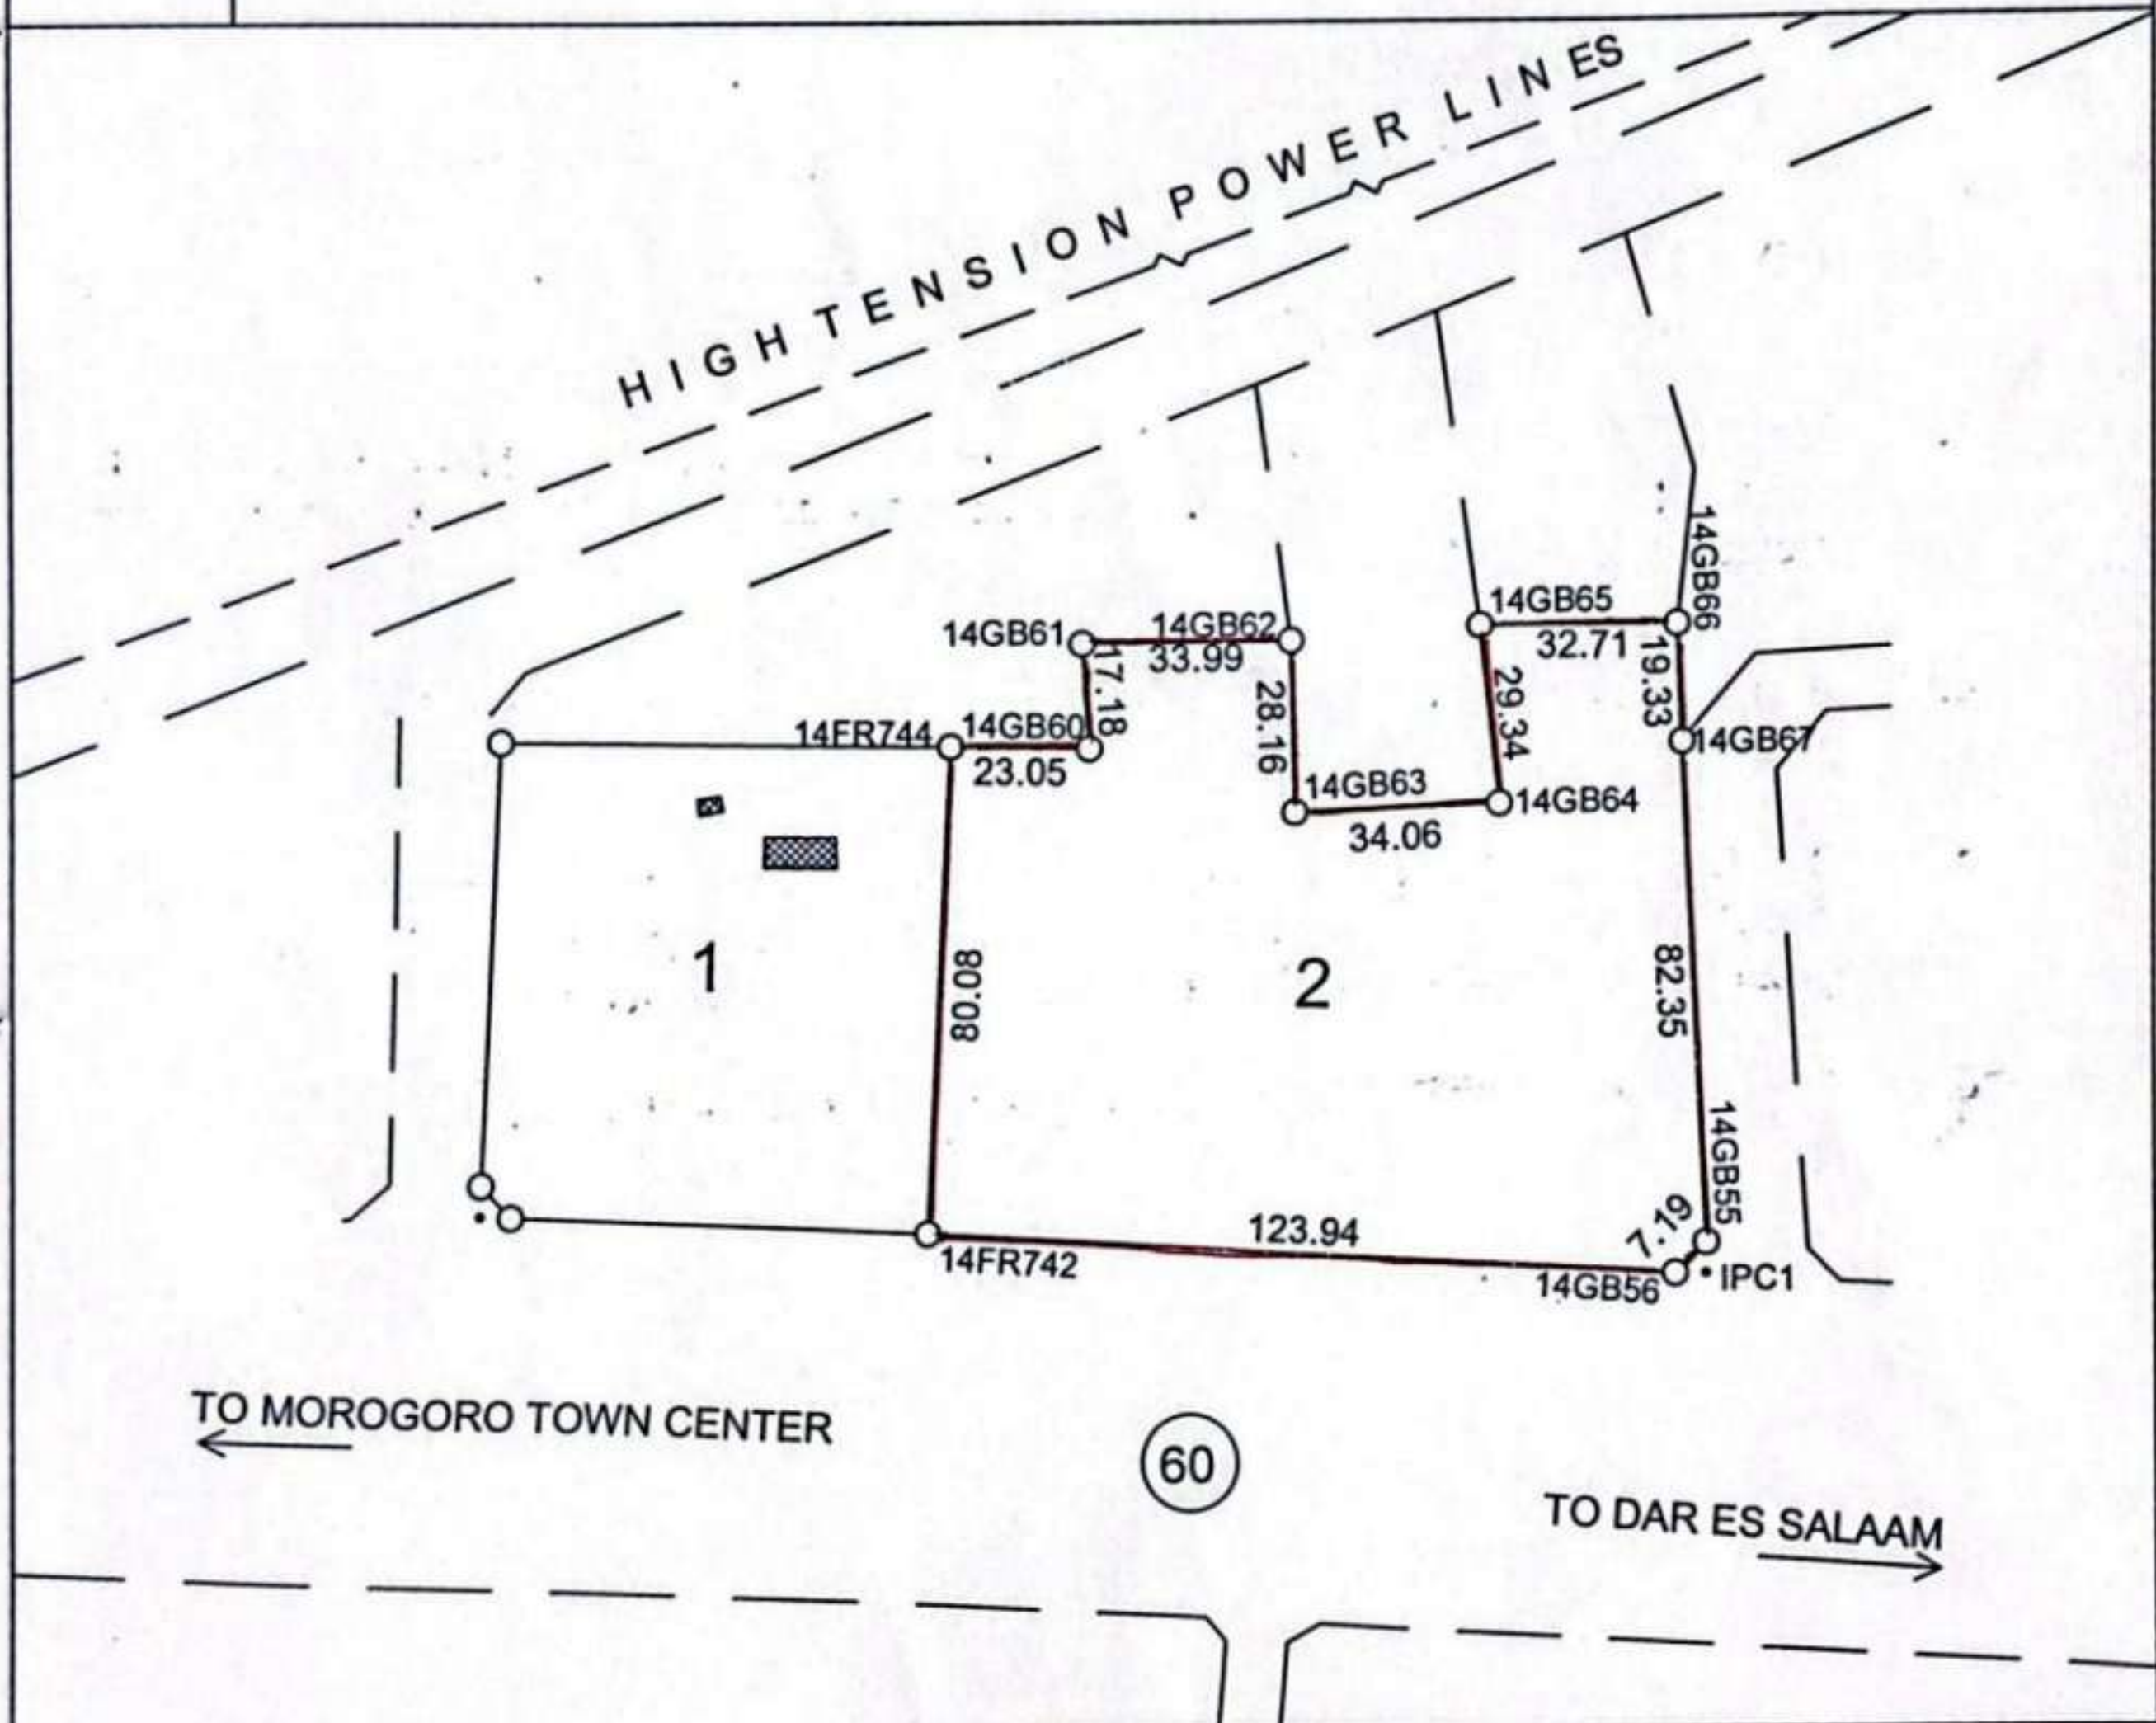 HIGH TENSION POWER LINES
14GB66
14GB65
32.71
14GB61
14GB62
33.99
17.18
28.16
29.34
19.33
14FR744
14GB60
23.05
14GB67
14GB63
14GB64
34.06
1
80.08
2
82.35
14GB55
7.19
123.94
14FR742
14GB56
IPC1
TO MOROGORO TOWN CENTER
60
TO DAR ES SALAAM